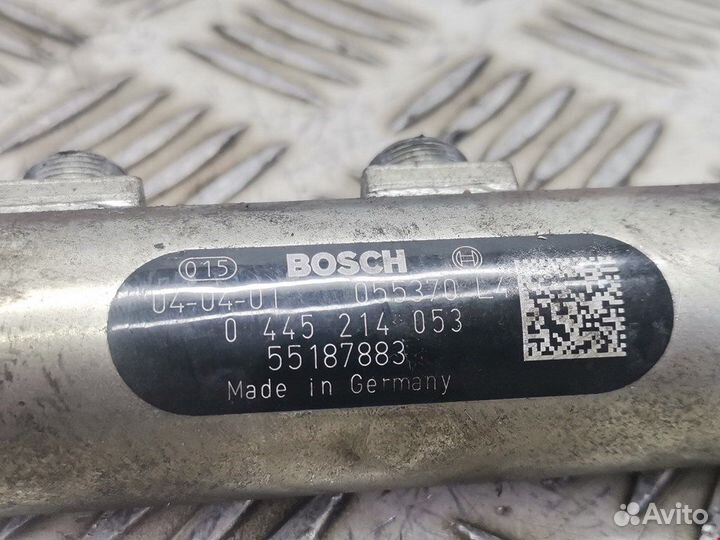 015 BOSCH
04-04-01 055370
0 445 214 053
55187883
Made in Germany
Avito